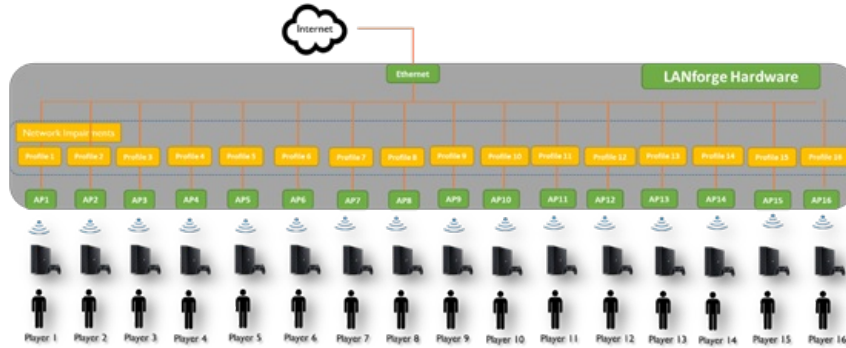 Internet
Ethernet
LANforge Hardware
Network impairments
Profile 1 Profile 2 Profile 3 Profile 4 Profile 5 Profile 6 Profile 7 Profile 8 Profile 9 Profile 10 Profile 11 Profile 12 Profile 13 Profile 14 Profile 15 Profile 16
AP1 AP2 AP3 AP4 AP5 AP6 AP7 AP8 AP9 AP10 AP11 AP12 AP13 AP14 AP15 AP16
Player 1 Player 2 Player 3 Player 4 Player 5 Player 6 Player 7 Player 8 Player 9 Player 10 Player 11 Player 12 Player 13 Player 14 Player 15 Player 16